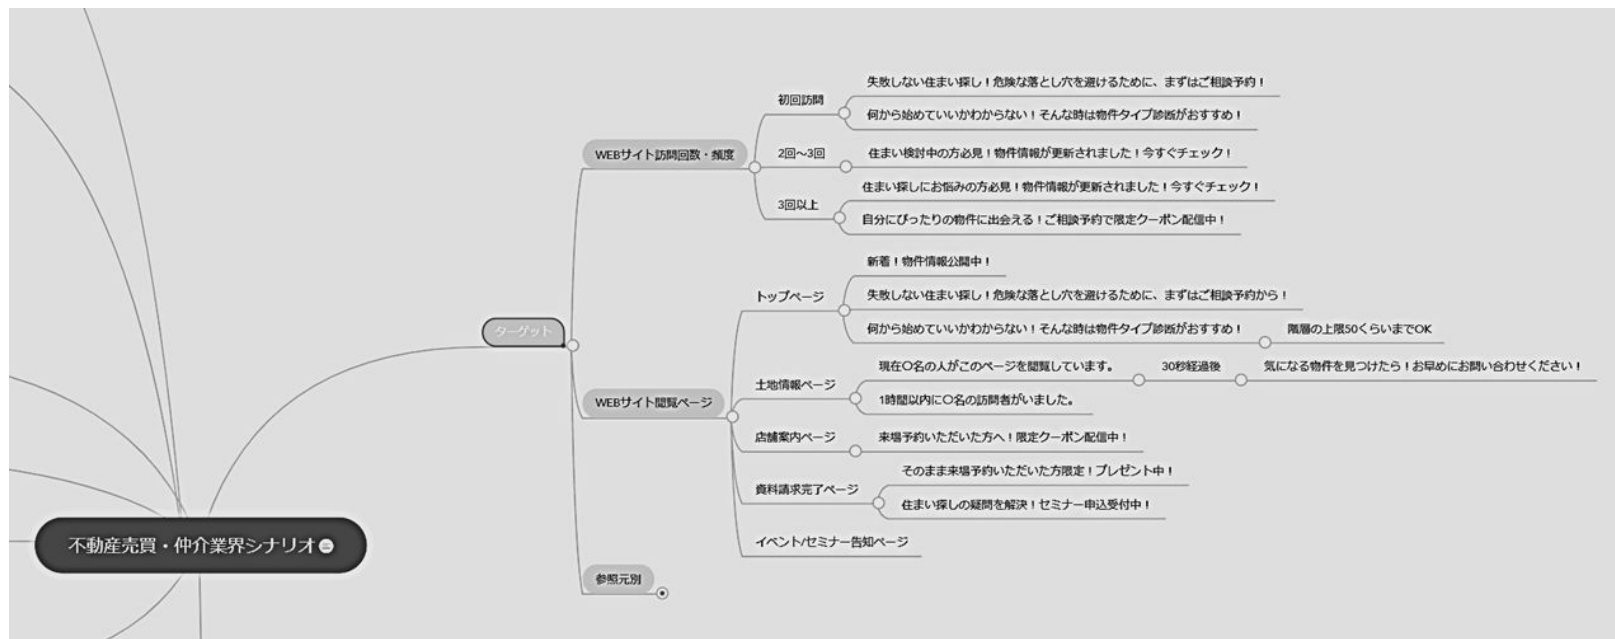 不動産売買・仲介業界シナリオ
ターゲット
WEBサイト訪問回数・頻度
初回訪問
失敗しない住まい探し！危険な落とし穴を避けるために、まずはご相談予約！
何から始めていいかわからない！そんな時は物件タイプ診断がおすすめ！
2回～3回
住まい検討中の方必見！物件情報が更新されました！今すぐチェック！
3回以上
住まい探しにお悩みの方必見！物件情報が更新されました！今すぐチェック！
自分にぴったりの物件に出会える！ご相談予約で限定クーポン配信中！
WEBサイト閲覧ページ
トップページ
新着！物件情報公開中！
失敗しない住まい探し！危険な落とし穴を避けるために、まずはご相談予約から！
何から始めていいかわからない！そんな時は物件タイプ診断がおすすめ！
階層の上限50くらいまでOK
土地情報ページ
現在〇名の人がこのページを閲覧しています。
30秒経過後
気になる物件を見つけたら！お早めにお問い合わせください！
1時間以内に〇名の訪問者がいました。
店舗案内ページ
来場予約いただいた方へ！限定クーポン配信中！
資料請求完了ページ
そのまま来場予約いただいた方限定！プレゼント中！
住まい探しの疑問を解決！セミナー申込受付中！
イベント/セミナー告知ページ
参照元別